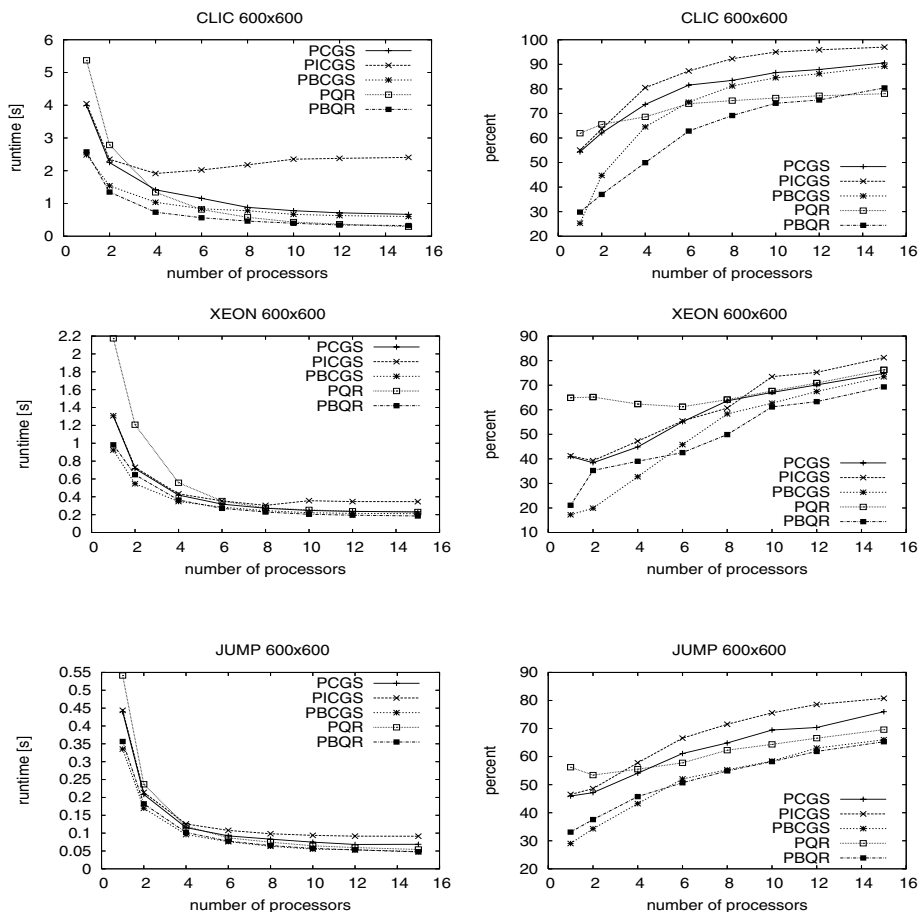 CLIC 600x600
6
5
4
3
2
1
0
runtime [s]
PCGS
PICGS
PBCGS
PQR
PBQR
0 2 4 6 8 10 12 14 16
number of processors
CLIC 600x600
100
90
80
70
60
50
40
30
20
percent
PCGS
PICGS
PBCGS
PQR
PBQR
0 2 4 6 8 10 12 14 16
number of processors
XEON 600x600
2.2
2
1.8
1.6
1.4
1.2
1
0.8
0.6
0.4
0.2
0
runtime [s]
PCGS
PICGS
PBCGS
PQR
PBQR
0 2 4 6 8 10 12 14 16
number of processors
XEON 600x600
90
80
70
60
50
40
30
20
10
percent
PCGS
PICGS
PBCGS
PQR
PBQR
0 2 4 6 8 10 12 14 16
number of processors
JUMP 600x600
0.55
0.5
0.45
0.4
0.35
0.3
0.25
0.2
0.15
0.1
0.05
0
runtime [s]
PCGS
PICGS
PBCGS
PQR
PBQR
0 2 4 6 8 10 12 14 16
number of processors
JUMP 600x600
90
80
70
60
50
40
30
20
percent
PCGS
PICGS
PBCGS
PQR
PBQR
0 2 4 6 8 10 12 14 16
number of processors